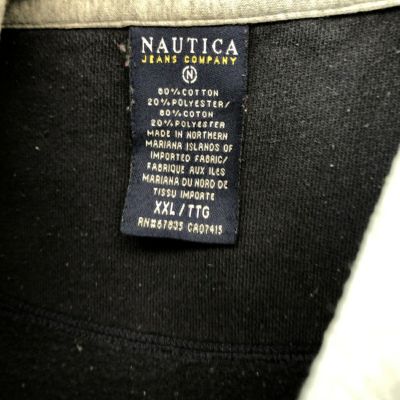 NAUTICA
JEANS COMPANY
N
80% COTTON
20% POLYESTER/
80% COTON
20% POLYESTER
MADE IN NORTHERN
MARIANA ISLANDS OF
IMPORTED FABRIC/
FABRIQUE AUX ILES
MARIANA DU NORD DE
TISSU IMPORTE
XXL/TTG
RN#67835 CA07415